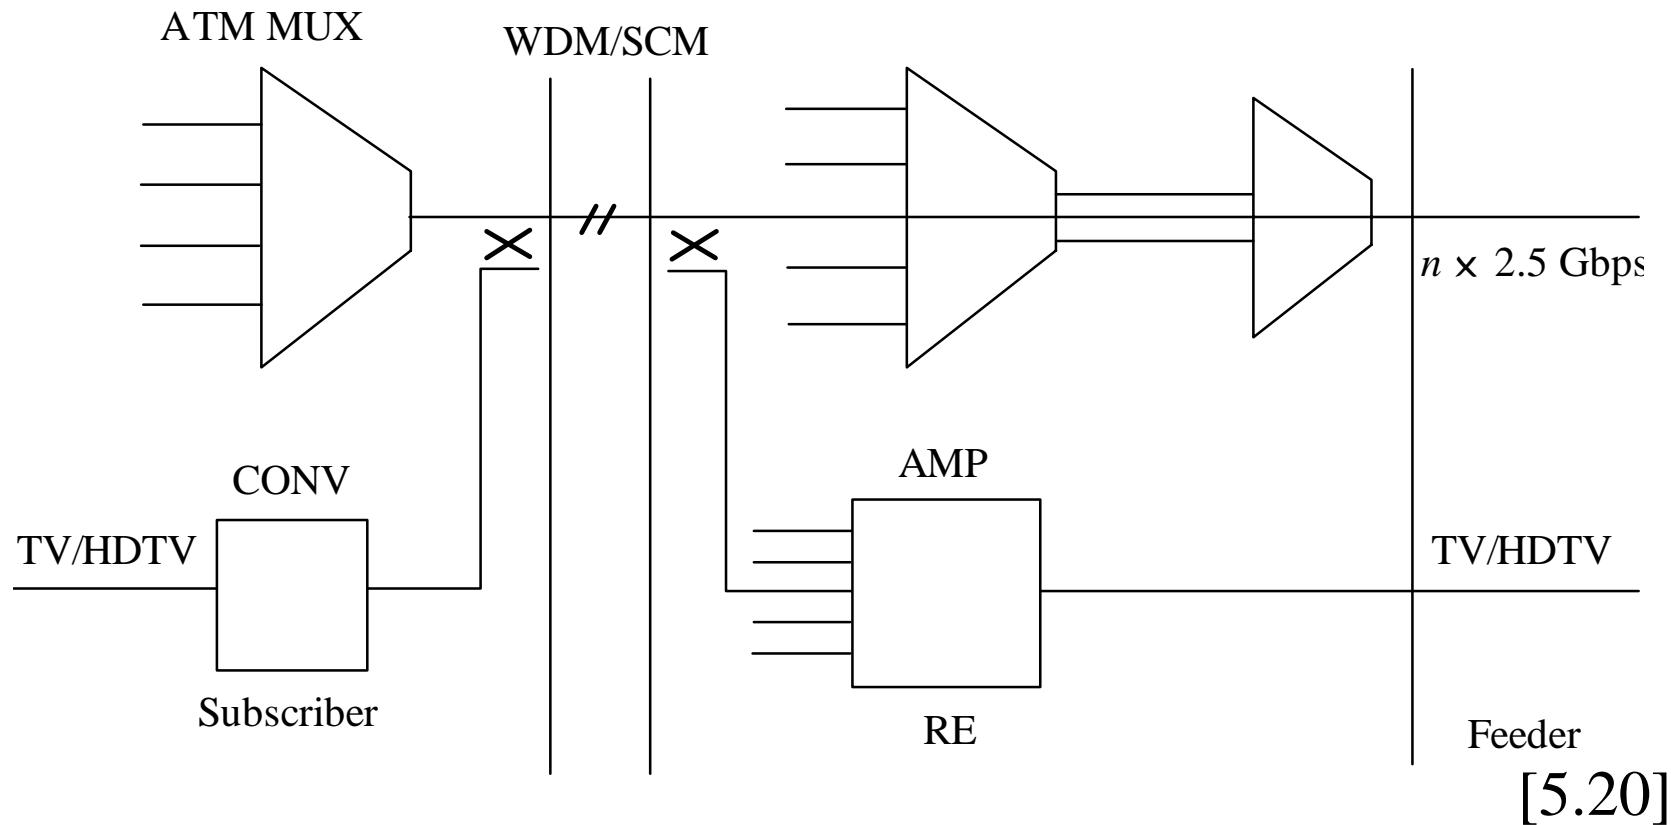 ATM MUX
WDM/SCM
n × 2.5 Gbps
CONV
AMP
TV/HDTV
TV/HDTV
Subscriber
RE
Feeder
[5.20]